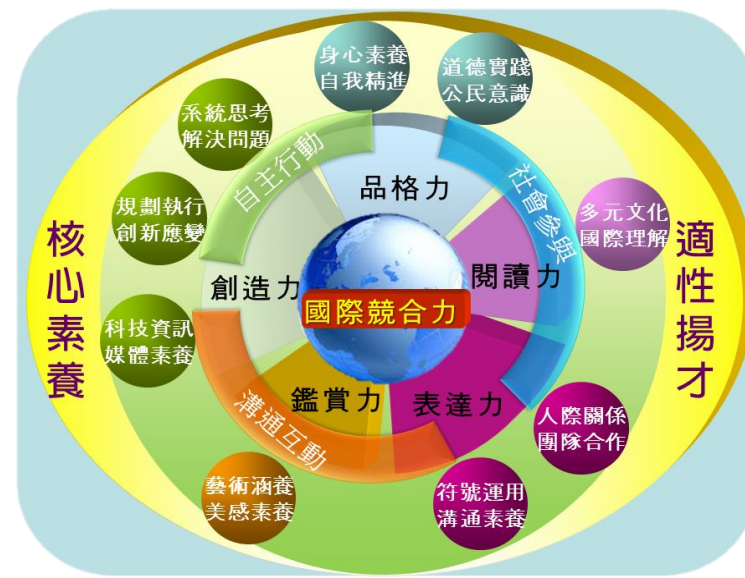 身心素養
自我精進
道德實踐
公民意識
系統思考
解決問題
自主行動
社會參與
品格力
規劃執行
創新應變
多元文化
國際理解
核心素養
適性揚才
創造力
閱讀力
國際競合力
科技資訊
媒體素養
鑑賞力
表達力
溝通互動
人際關係
團隊合作
藝術涵養
美感素養
符號運用
溝通素養